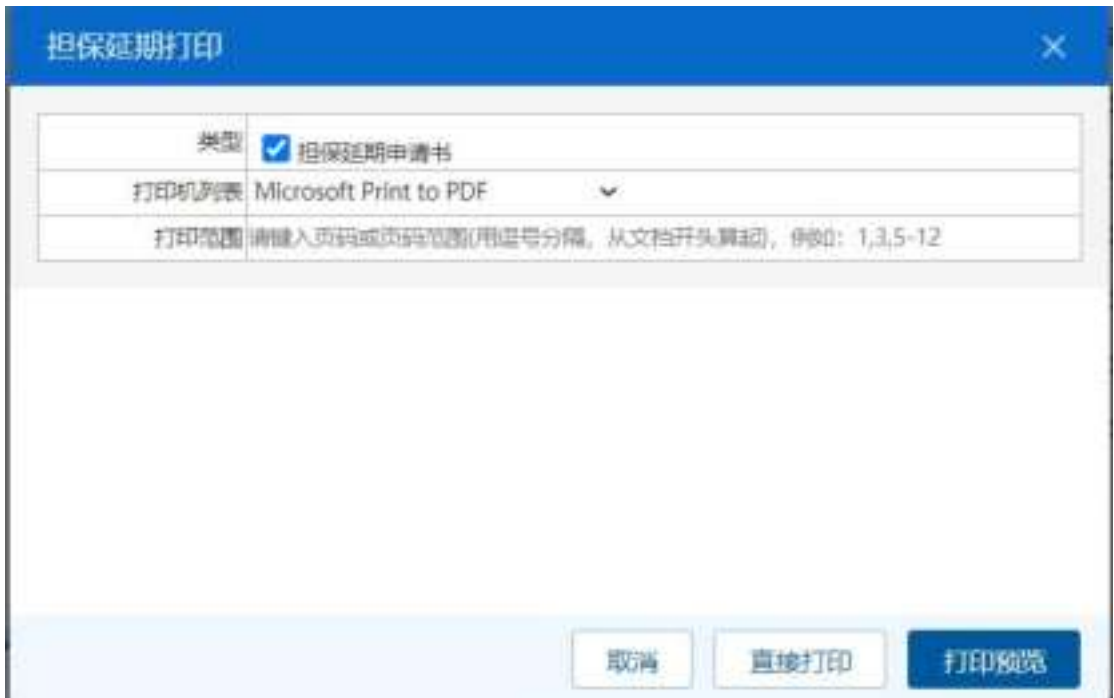 担保延期打印
类型 担保延期申请书
打印机列表 Microsoft Print to PDF
打印范围 请键入页码或页码范围(用逗号分隔，从文档开头算起)，例如：1,3,5-12
取消 直接打印 打印预览